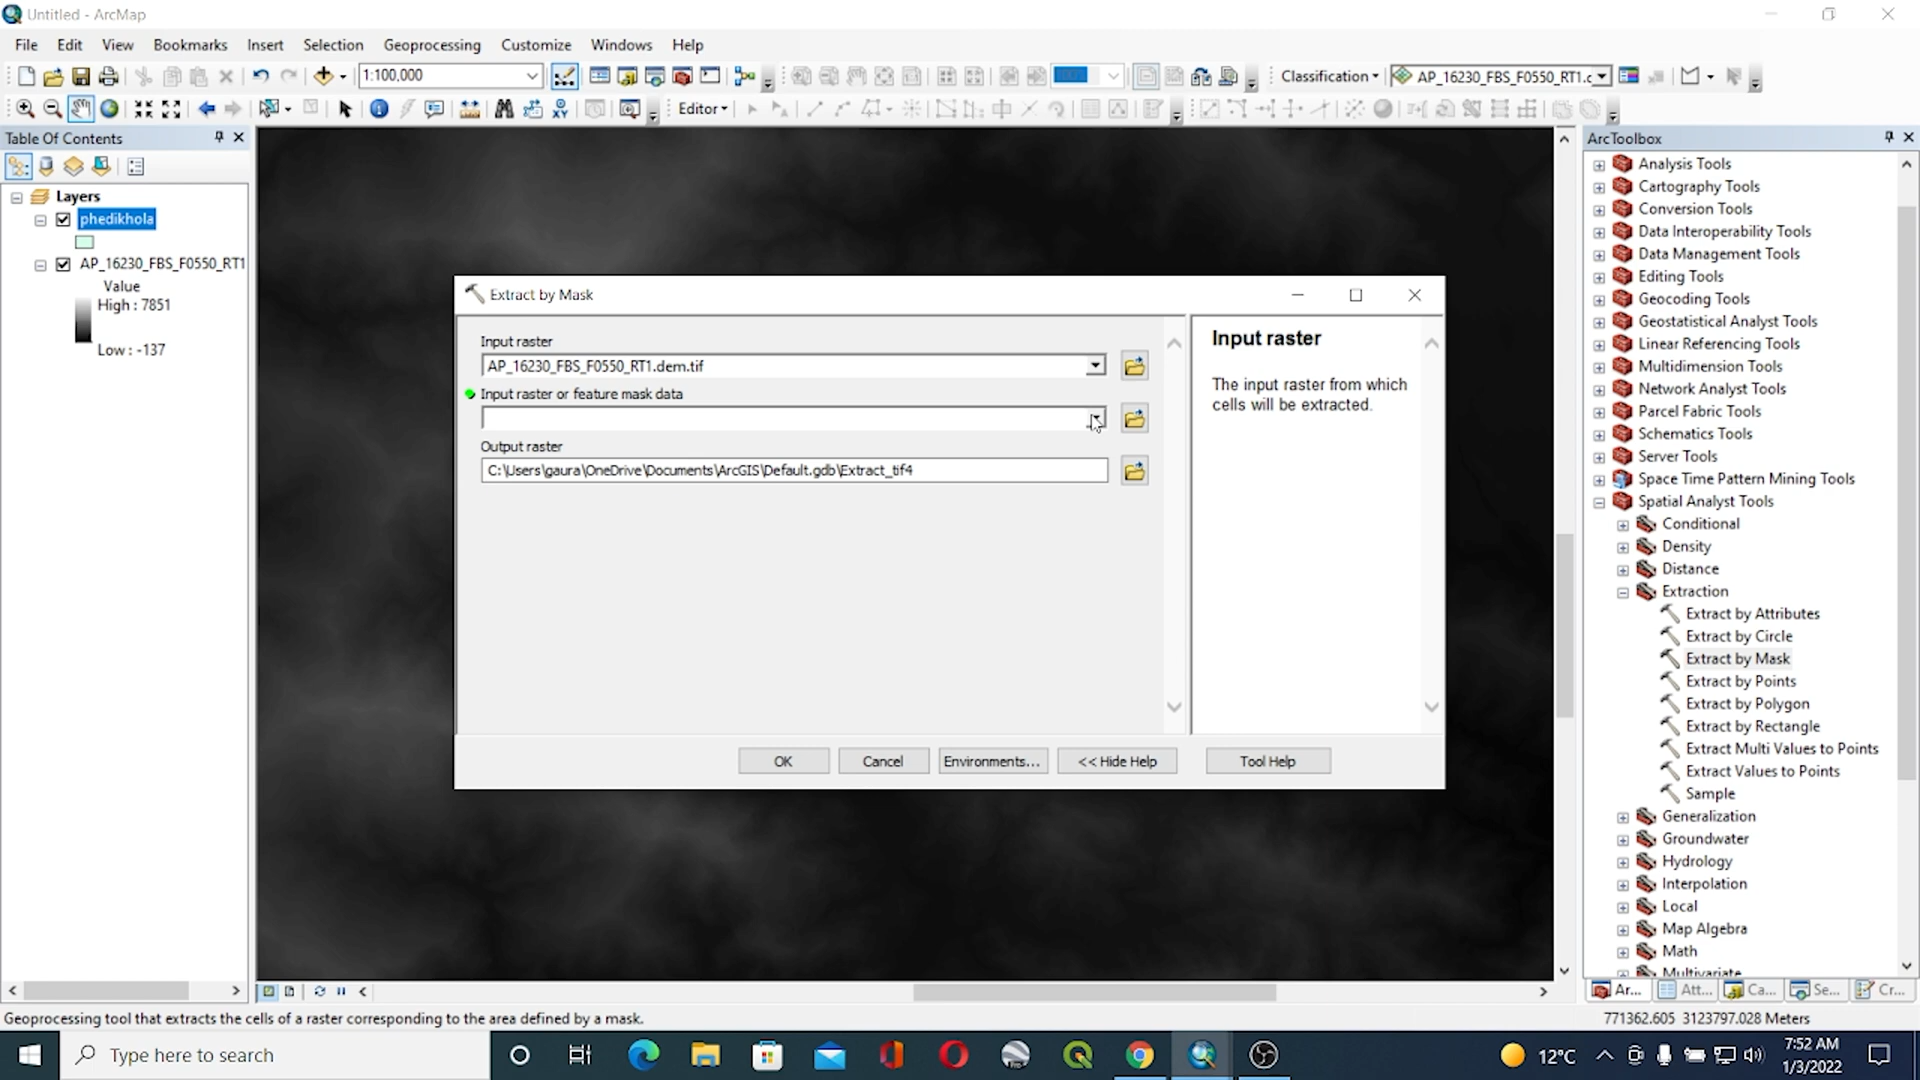 Untitled - ArcMap
File Edit View Bookmarks Insert Selection Geoprocessing Customize Windows Help
1:100,000
Classification AP_16230_FBS_F0550_RT1.c
Editor
Table Of Contents
Layers
phedikhola
AP_16230_FBS_F0550_RT1
Value
High : 7851
Low : -137
Extract by Mask
Input raster
AP_16230_FBS_F0550_RT1.dem.tif
Input raster or feature mask data
Output raster
C:\Users\gaura\OneDrive\Documents\ArcGIS\Default.gdb\Extract_tif4
Input raster
The input raster from which
cells will be extracted.
OK Cancel Environments... << Hide Help Tool Help
ArcToolbox
Analysis Tools
Cartography Tools
Conversion Tools
Data Interoperability Tools
Data Management Tools
Editing Tools
Geocoding Tools
Geostatistical Analyst Tools
Linear Referencing Tools
Multidimension Tools
Network Analyst Tools
Parcel Fabric Tools
Schematics Tools
Server Tools
Space Time Pattern Mining Tools
Spatial Analyst Tools
Conditional
Density
Distance
Extraction
Extract by Attributes
Extract by Circle
Extract by Mask
Extract by Points
Extract by Polygon
Extract by Rectangle
Extract Multi Values to Points
Extract Values to Points
Sample
Generalization
Groundwater
Hydrology
Interpolation
Local
Map Algebra
Math
Multivariate
Ar... Att... Ca... Se... Cr...
Geoprocessing tool that extracts the cells of a raster corresponding to the area defined by a mask.
771362.605 3123797.028 Meters
Type here to search
12°C
7:52 AM
1/3/2022